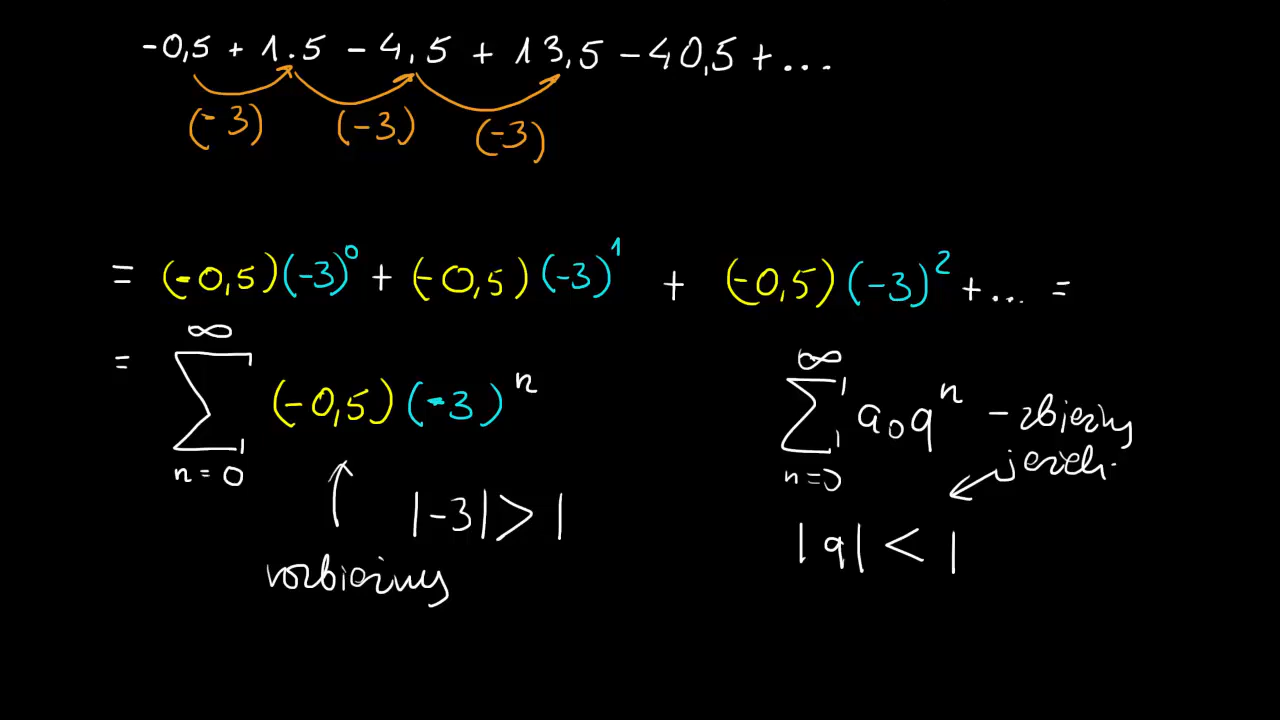 -0,5 + 1.5 - 4,5 + 13,5 - 40,5 + ...
(-3) (-3) (-3)
= (-0,5)(-3)^0 + (-0,5)(-3)^1 + (-0,5)(-3)^2 + ... =
= ∑_{n=0}^{∞} (-0,5)(-3)^n
∑_{n=0}^{∞} a_0 q^n - zbieżny
jeżeli
|-3| > 1
|q| < 1
rozbieżny